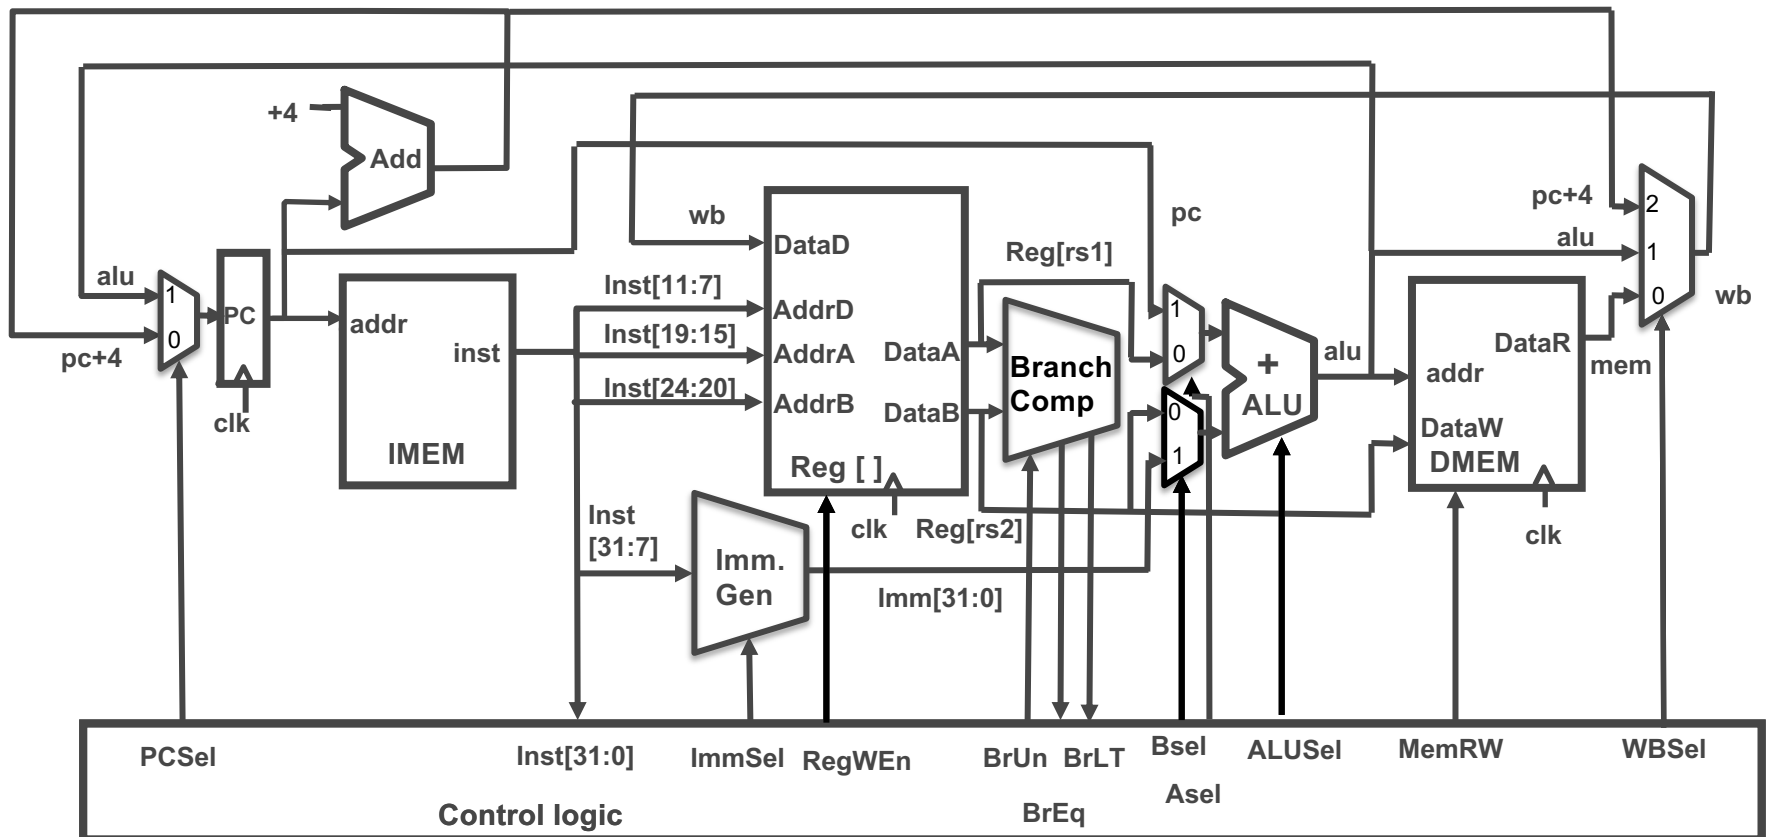 +4
Add
wb
pc
pc+4
2
DataD
Reg[rs1]
alu
1
alu
1
Inst[11:7]
AddrD
1
0
wb
PC
addr
Inst[19:15]
AddrA
DataA
0
alu
DataR
mem
pc+4
0
inst
Branch
Comp
+
ALU
addr
Inst[24:20]
AddrB
DataB
0
DataW
clk
IMEM
Reg [ ]
1
DMEM
Inst
[31:7]
clk
Reg[rs2]
clk
Imm.
Gen
Imm[31:0]
PCSel
Inst[31:0]
ImmSel
RegWEn
BrUn
BrLT
Bsel
ALUSel
MemRW
WBSel
Asel
Control logic
BrEq